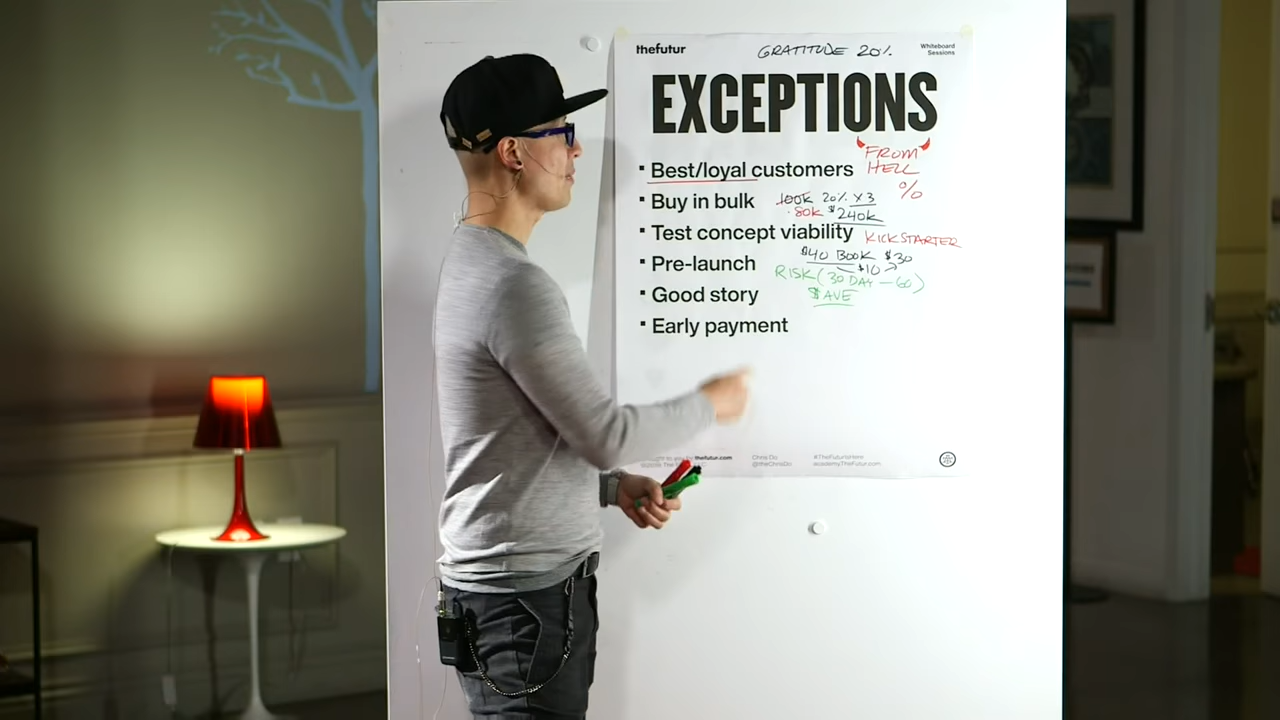 thefutur
GRATITUDE 20%
Whiteboard
Sessions
EXCEPTIONS
FROM
HELL
▪ Best/loyal customers
%
▪ Buy in bulk
100K 20% X 3
80K $240K
▪ Test concept viability
KICKSTARTER
$40 BOOK $30
$10
▪ Pre-launch
RISK (30 DAY — 60)
$AVE
▪ Good story
▪ Early payment
thefutur.com
Chris Do
@theChrisDo
#TheFuturIsHere
academy.TheFutur.com